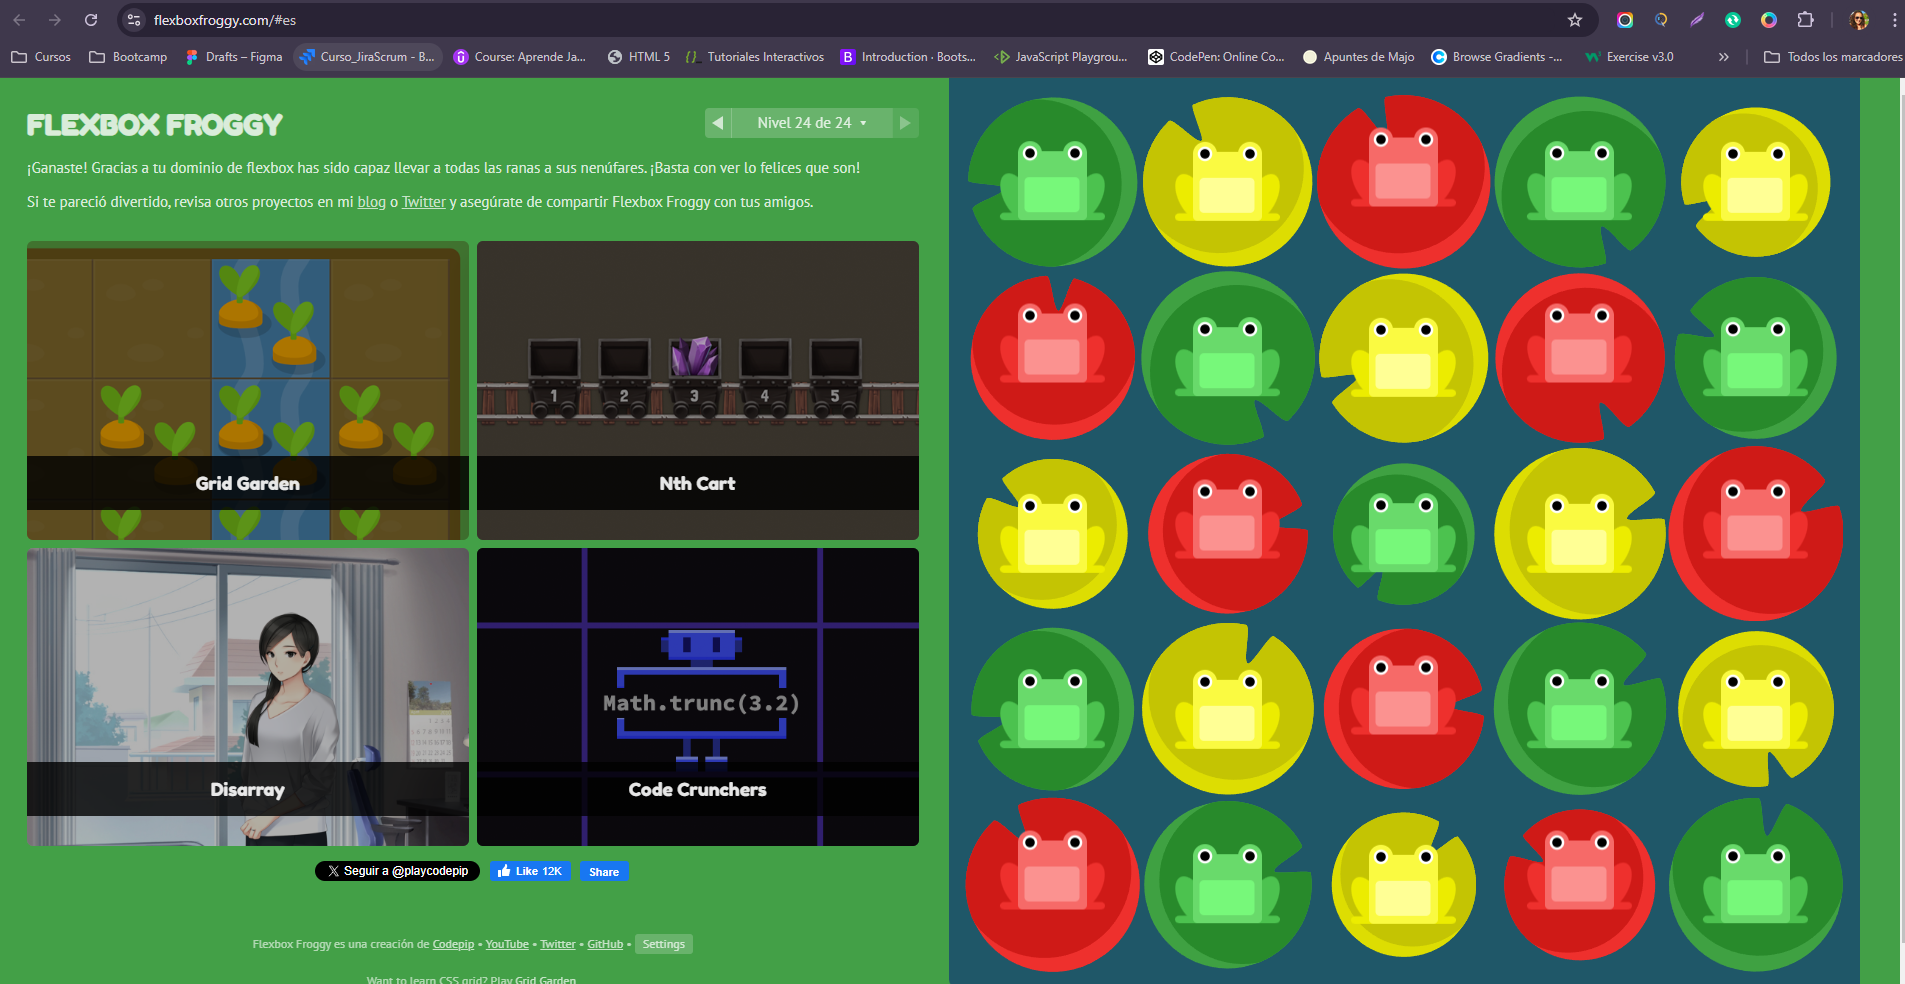 flexboxfroggy.com/#es
Cursos Bootcamp Drafts – Figma Curso_JiraScrum - B... Course: Aprende Ja... HTML 5 Tutoriales Interactivos Introduction · Boots... JavaScript Playgrou... CodePen: Online Co... Apuntes de Majo Browse Gradients -... Exercise v3.0 » Todos los marcadores
FLEXBOX FROGGY
◀ Nivel 24 de 24 ▾ ▶
¡Ganaste! Gracias a tu dominio de flexbox has sido capaz llevar a todas las ranas a sus nenúfares. ¡Basta con ver lo felices que son!
Si te pareció divertido, revisa otros proyectos en mi blog o Twitter y asegúrate de compartir Flexbox Froggy con tus amigos.
1 2 3 4 5
Grid Garden
Nth Cart
Math.trunc(3.2)
Disarray
Code Crunchers
Seguir a @playcodepip
Like 12K
Share
Flexbox Froggy es una creación de Codepip • YouTube • Twitter • GitHub • Settings
Want to learn CSS grid? Play Grid Garden